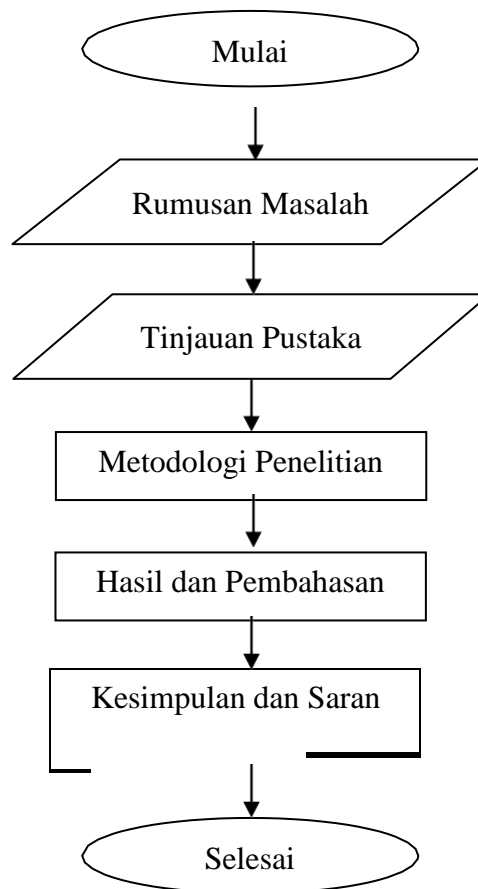 Mulai
Rumusan Masalah
Tinjauan Pustaka
Metodologi Penelitian
Hasil dan Pembahasan
Kesimpulan dan Saran
Selesai